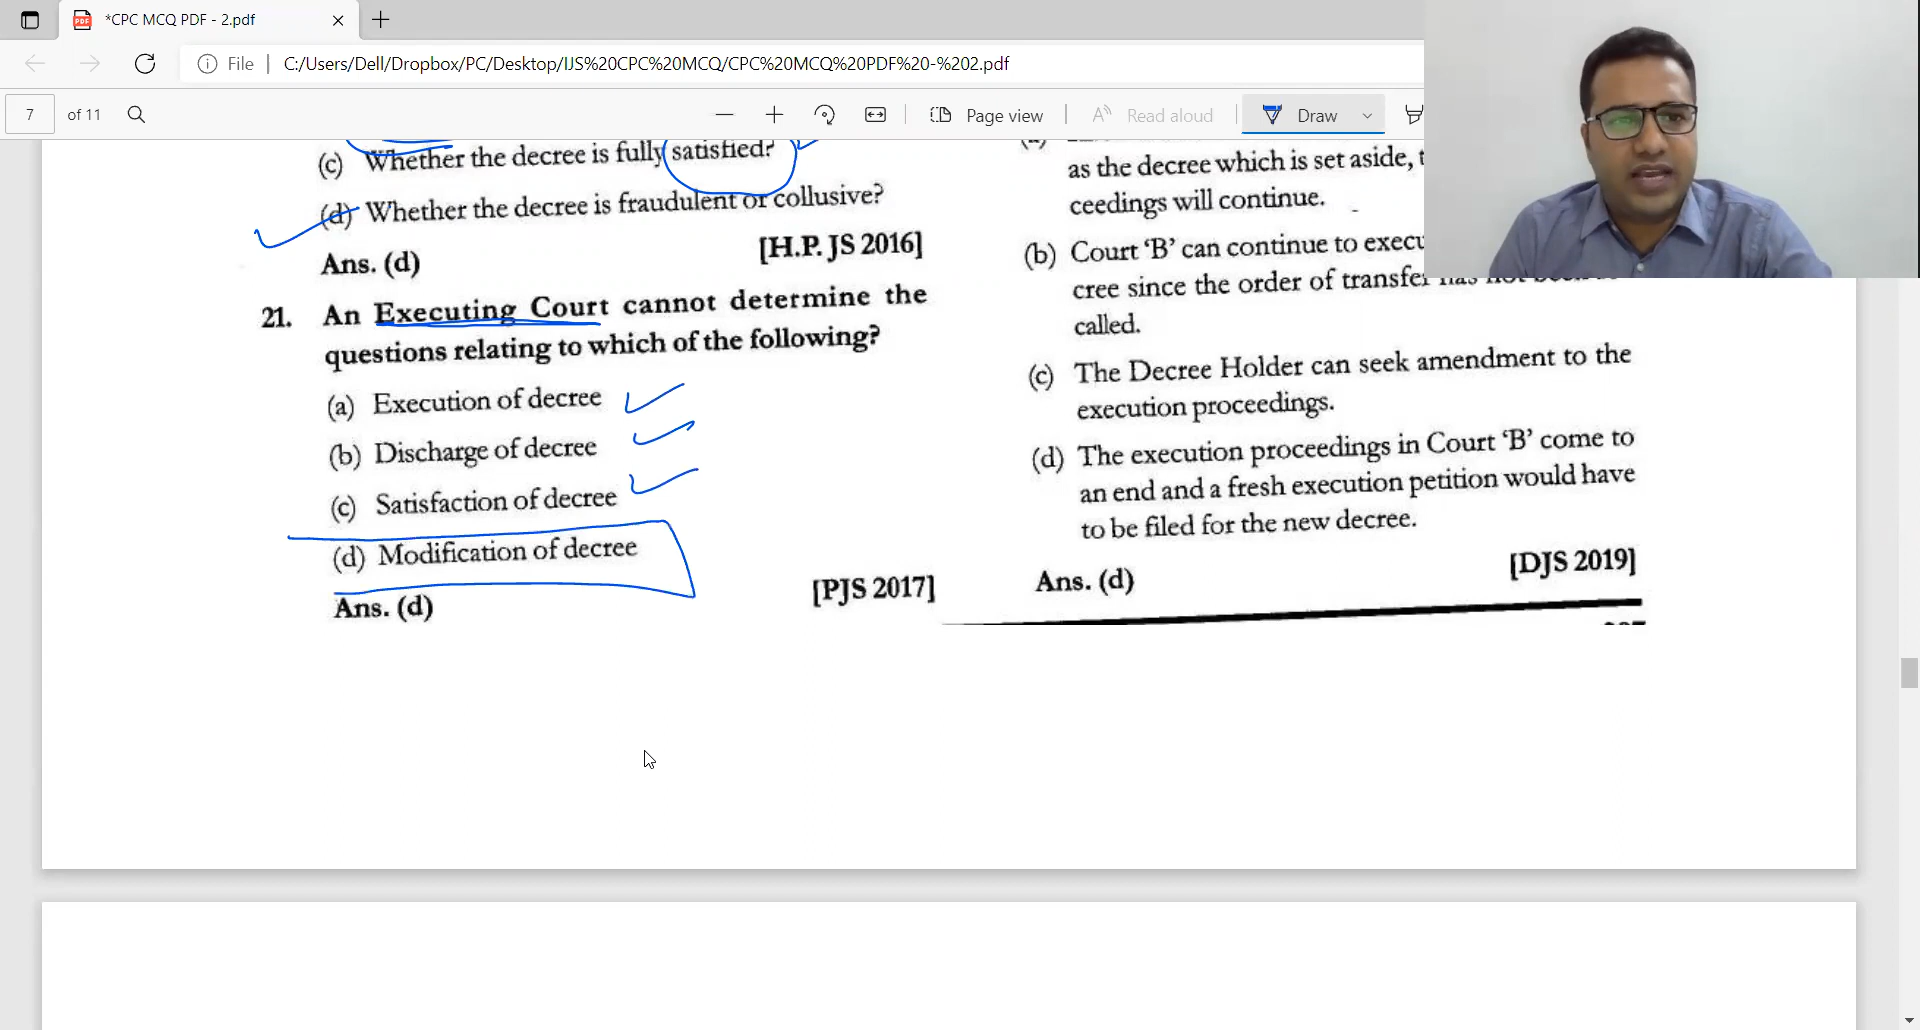 *CPC MCQ PDF - 2.pdf
File C:/Users/Dell/Dropbox/PC/Desktop/IJS%20CPC%20MCQ/CPC%20MCQ%20PDF%20-%202.pdf
7 of 11 Page view Read aloud Draw
(c) Whether the decree is fully satisfied?
(d) Whether the decree is fraudulent or collusive?
[H.P. JS 2016]
Ans. (d)
21. An Executing Court cannot determine the
questions relating to which of the following?
(a) Execution of decree
(b) Discharge of decree
(c) Satisfaction of decree
(d) Modification of decree
[PJS 2017]
Ans. (d)
as the decree which is set aside,
ceedings will continue.
(b) Court ‘B’ can continue to
cree since the order of transfer
called.
(c) The Decree Holder can seek amendment to the
execution proceedings.
(d) The execution proceedings in Court ‘B’ come to
an end and a fresh execution petition would have
to be filed for the new decree.
[DJS 2019]
Ans. (d)